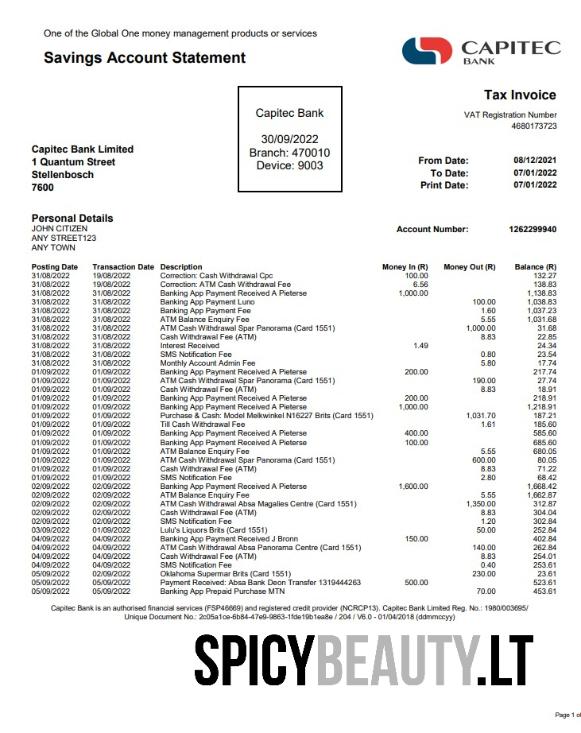 One of the Global One money management products or services
Savings Account Statement
CAPITEC
BANK
Capitec Bank
30/09/2022
Branch: 470010
Device: 9003
Tax Invoice
VAT Registration Number
4680173723
Capitec Bank Limited
1 Quantum Street
Stellenbosch
7600
From Date: 08/12/2021
To Date: 07/01/2022
Print Date: 07/01/2022
Personal Details
JOHN CITIZEN
ANY STREET123
ANY TOWN
Account Number: 1262299940
Posting Date Transaction Date Description Money In (R) Money Out (R) Balance (R)
31/08/2022 19/08/2022 Correction: Cash Withdrawal Cpc 100.00 132.27
31/08/2022 19/08/2022 Correction: ATM Cash Withdrawal Fee 6.56 138.83
31/08/2022 31/08/2022 Banking App Payment Received A Pieterse 1,000.00 1,138.83
31/08/2022 31/08/2022 Banking App Payment Luno 100.00 1,038.83
31/08/2022 31/08/2022 Banking App Payment Fee 1.60 1,037.23
31/08/2022 31/08/2022 ATM Balance Enquiry Fee 5.55 1,031.68
31/08/2022 31/08/2022 ATM Cash Withdrawal Spar Panorama (Card 1551) 1,000.00 31.68
31/08/2022 31/08/2022 Cash Withdrawal Fee (ATM) 8.83 22.85
31/08/2022 31/08/2022 Interest Received 1.49 24.34
31/08/2022 31/08/2022 SMS Notification Fee 0.80 23.54
31/08/2022 31/08/2022 Monthly Account Admin Fee 5.80 17.74
01/09/2022 01/09/2022 Banking App Payment Received A Pieterse 200.00 217.74
01/09/2022 01/09/2022 ATM Cash Withdrawal Spar Panorama (Card 1551) 190.00 27.74
01/09/2022 01/09/2022 Cash Withdrawal Fee (ATM) 8.83 18.91
01/09/2022 01/09/2022 Banking App Payment Received A Pieterse 200.00 218.91
01/09/2022 01/09/2022 Banking App Payment Received A Pieterse 1,000.00 1,218.91
01/09/2022 01/09/2022 Purchase & Cash: Model Melkwinkel N16227 Brits (Card 1551) 1,031.70 187.21
01/09/2022 01/09/2022 Till Cash Withdrawal Fee 1.61 185.60
01/09/2022 01/09/2022 Banking App Payment Received A Pieterse 400.00 585.60
01/09/2022 01/09/2022 Banking App Payment Received A Pieterse 100.00 685.60
01/09/2022 01/09/2022 ATM Balance Enquiry Fee 5.55 680.05
01/09/2022 01/09/2022 ATM Cash Withdrawal Spar Panorama (Card 1551) 600.00 80.05
01/09/2022 01/09/2022 Cash Withdrawal Fee (ATM) 8.83 71.22
01/09/2022 01/09/2022 SMS Notification Fee 2.80 68.42
02/09/2022 02/09/2022 Banking App Payment Received A Pieterse 1,600.00 1,668.42
02/09/2022 02/09/2022 ATM Balance Enquiry Fee 5.55 1,662.87
02/09/2022 02/09/2022 ATM Cash Withdrawal Absa Magalies Centre (Card 1551) 1,350.00 312.87
02/09/2022 02/09/2022 Cash Withdrawal Fee (ATM) 8.83 304.04
02/09/2022 02/09/2022 SMS Notification Fee 1.20 302.84
03/09/2022 01/09/2022 Lulu's Liquors Brits (Card 1551) 50.00 252.84
04/09/2022 04/09/2022 Banking App Payment Received J Bronn 150.00 402.84
04/09/2022 04/09/2022 ATM Cash Withdrawal Absa Panorama Centre (Card 1551) 140.00 262.84
04/09/2022 04/09/2022 Cash Withdrawal Fee (ATM) 8.83 254.01
04/09/2022 04/09/2022 SMS Notification Fee 0.40 253.61
05/09/2022 02/09/2022 Oklahoma Supermar Brits (Card 1551) 230.00 23.61
05/09/2022 05/09/2022 Payment Received: Absa Bank Deon Transfer 1319444263 500.00 523.61
05/09/2022 05/09/2022 Banking App Prepaid Purchase MTN 70.00 453.61
Capitec Bank is an authorised financial services (FSP46669) and registered credit provider (NCRCP13). Capitec Bank Limited Reg. No.: 1980/003695/
Unique Document No.: 2c05a1ce-6b84-47e9-9863-1fde19b1ea8e / 204 / V6.0 - 01/04/2018 (ddmmccyy)
SPICYBEAUTY.LT
Page 1 of